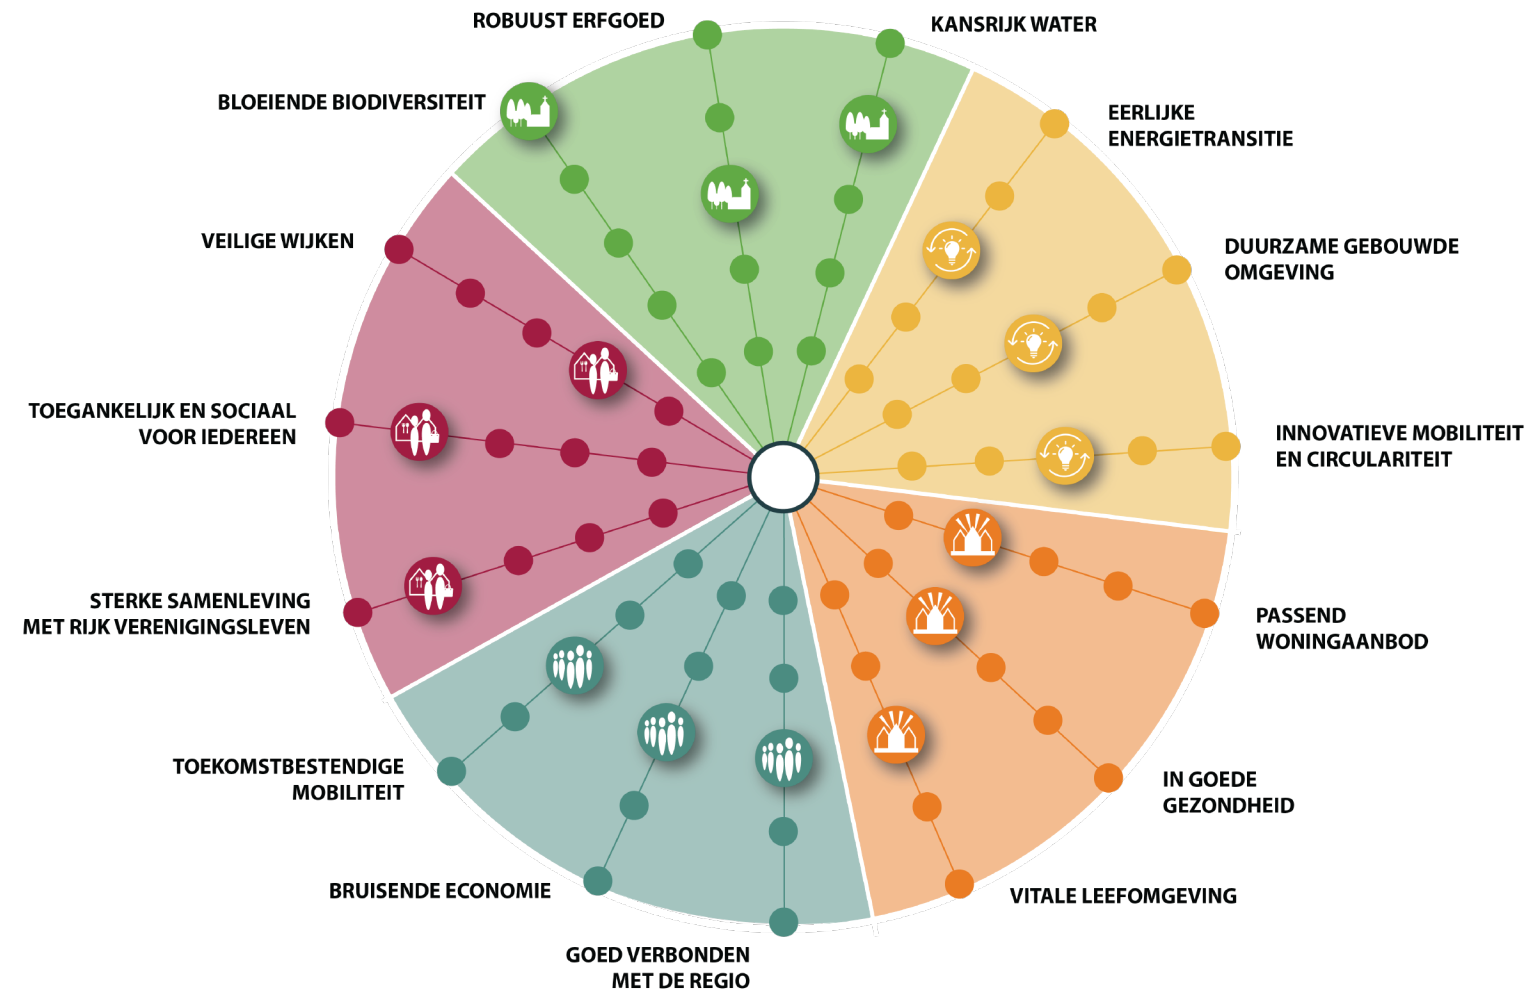 ROBUUST ERFGOED
KANSRIJK WATER
BLOEIENDE BIODIVERSITEIT
EERLIJKE
ENERGIETRANSITIE
VEILIGE WIJKEN
DUURZAME GEBOUWDE
OMGEVING
TOEGANKELIJK EN SOCIAAL
VOOR IEDEREEN
INNOVATIEVE MOBILITEIT
EN CIRCULARITEIT
STERKE SAMENLEVING
MET RIJK VERENIGINGSLEVEN
PASSEND
WONINGAANBOD
TOEKOMSTBESTENDIGE
MOBILITEIT
IN GOEDE
GEZONDHEID
BRUISENDE ECONOMIE
VITALE LEEFOMGEVING
GOED VERBONDEN
MET DE REGIO